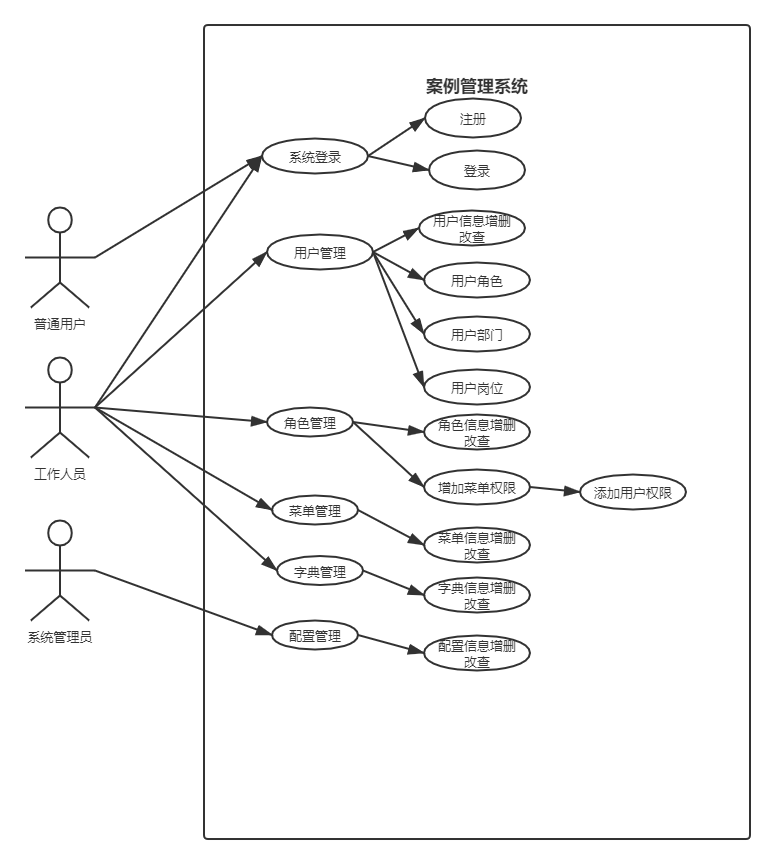 案例管理系统
注册
系统登录
登录
用户信息增删
改查
用户管理
用户角色
普通用户
用户部门
用户岗位
角色管理
角色信息增删
改查
工作人员
增加菜单权限
添加用户权限
菜单管理
菜单信息增删
改查
字典管理
字典信息增删
改查
系统管理员
配置管理
配置信息增删
改查